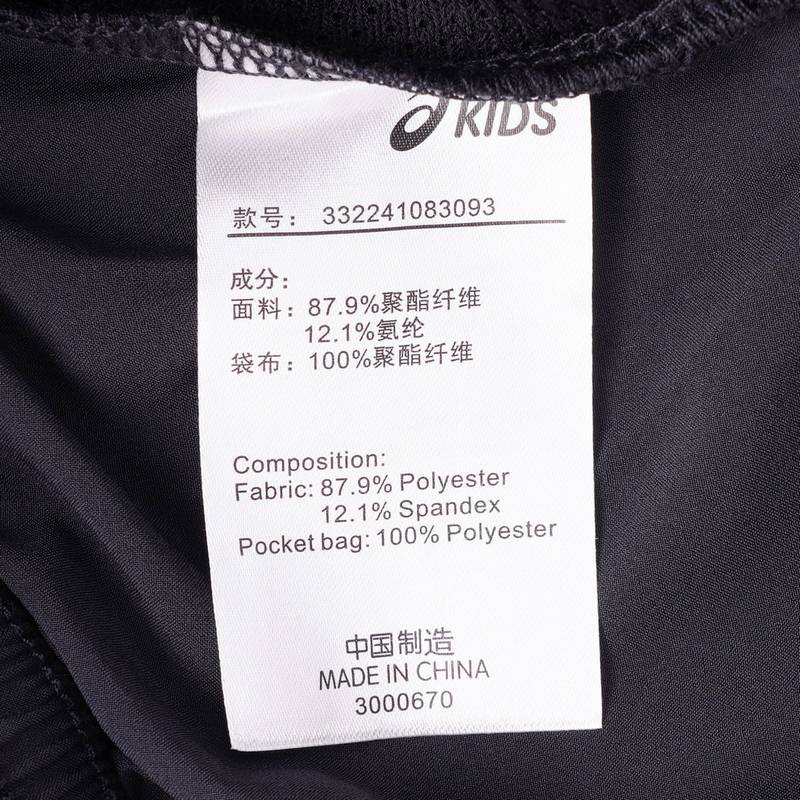 KIDS
款号： 332241083093
成分：
面料：87.9%聚酯纤维
12.1%氨纶
袋布：100%聚酯纤维
Composition:
Fabric: 87.9% Polyester
12.1% Spandex
Pocket bag: 100% Polyester
中国制造
MADE IN CHINA
3000670